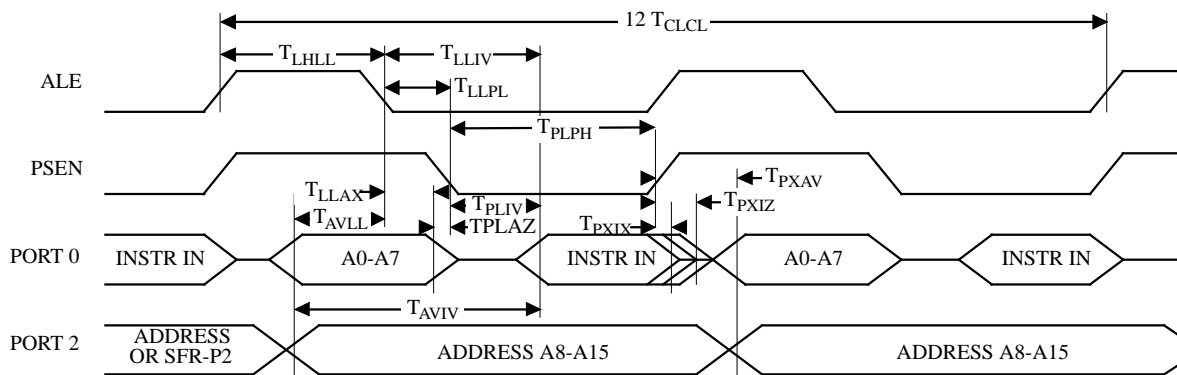 12 TCLCL
TLHLL TLLIV
ALE
TLLPL
TPLPH
PSEN
TLLAX TPXAV
TPLIV TPXIZ
TAVLL TPLAZ TPXIX
PORT 0 INSTR IN A0-A7 INSTR IN A0-A7 INSTR IN
TAVIV
PORT 2 ADDRESS OR SFR-P2 ADDRESS A8-A15 ADDRESS A8-A15